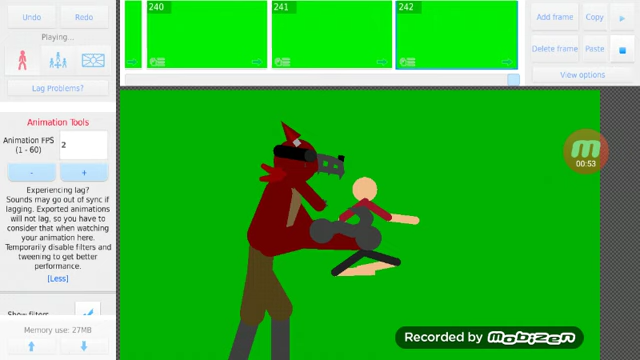 Undo
Redo
Playing...
Lag Problems?
Animation Tools
Animation FPS
(1 - 60)
2
-
+
Experiencing lag?
Sounds may go out of sync if
lagging. Exported animations
will not lag, so you have to
consider that when watching
your animation here.
Temporarily disable filters and
tweening to get better
performance.
[Less]
Show filters
Memory use: 27MB
240
241
242
Add frame
Copy
Delete frame
Paste
View options
00:53
Recorded by Mobizen